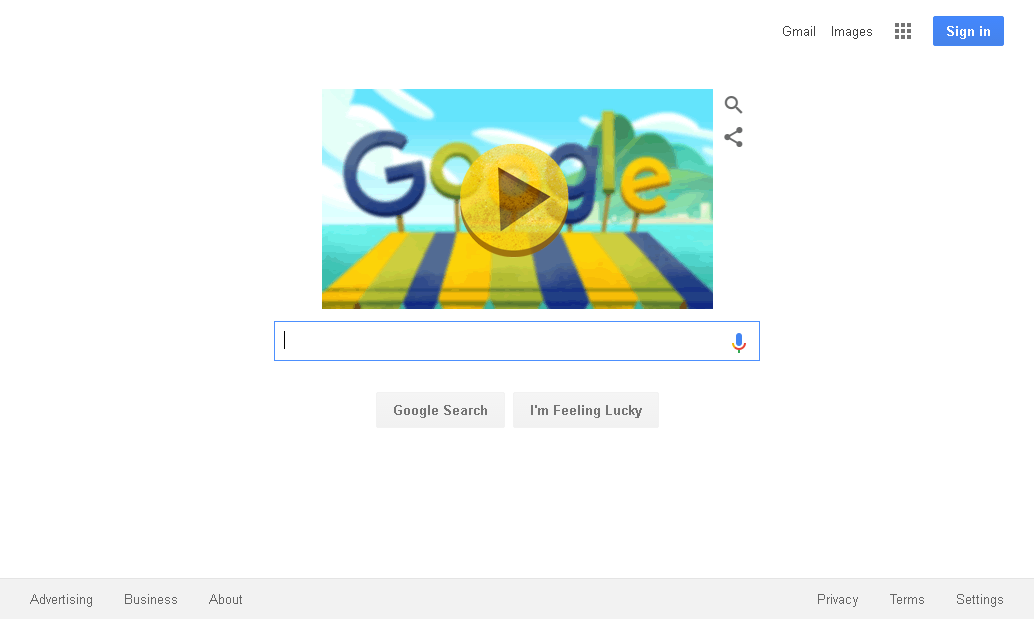 Gmail Images Sign in
Google
Google Search I'm Feeling Lucky
Advertising Business About Privacy Terms Settings